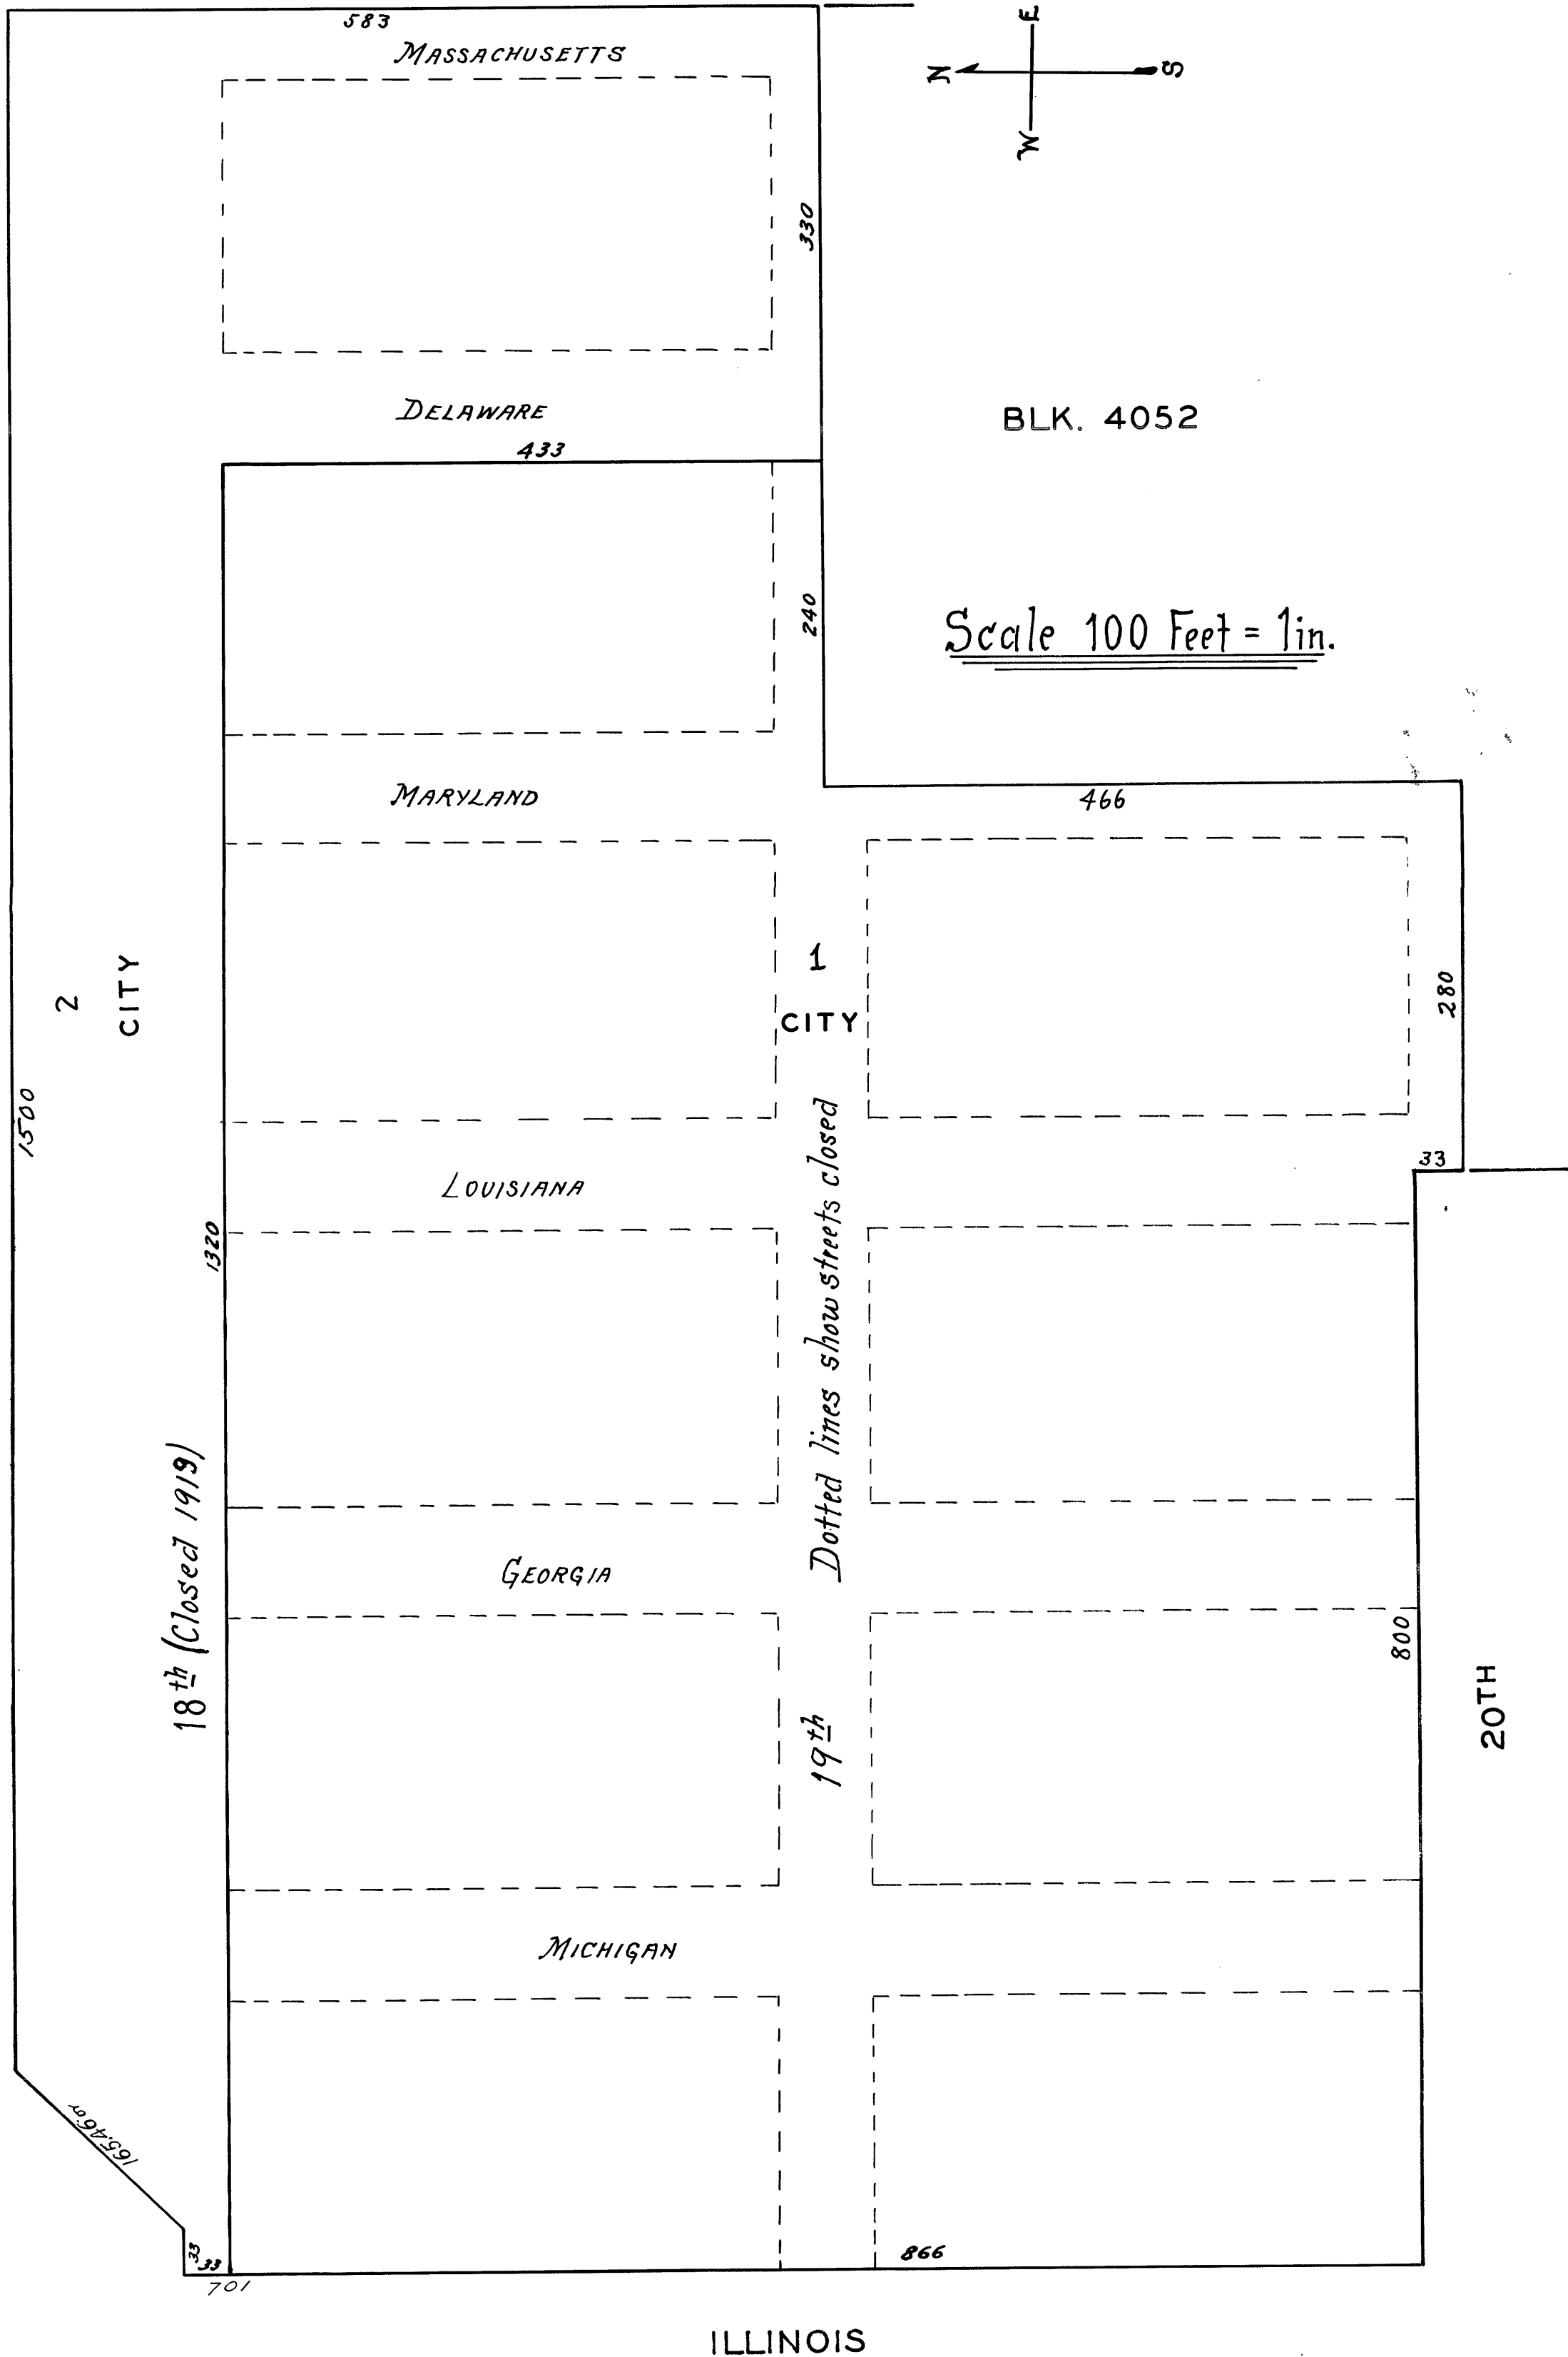 583
MASSACHUSETTS
E
N
S
W
330
DELAWARE
BLK. 4052
433
240
Scale 100 Feet = 1in.
MARYLAND
466
1
CITY
2
CITY
280
1500
33
LOUISIANA
1320
Dotted lines show streets closed
18th (Closed 1919)
GEORGIA
800
20TH
19th
MICHIGAN
33
33
866
701
ILLINOIS